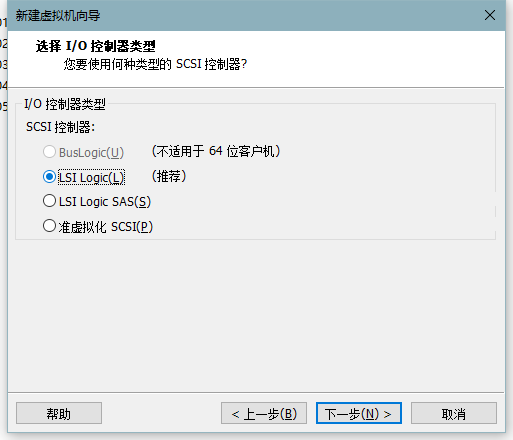 新建虚拟机向导
选择 I/O 控制器类型
您要使用何种类型的 SCSI 控制器?
I/O 控制器类型
SCSI 控制器:
BusLogic(U) (不适用于 64 位客户机)
LSI Logic(L) (推荐)
LSI Logic SAS(S)
准虚拟化 SCSI(P)
帮助 < 上一步(B) 下一步(N) > 取消